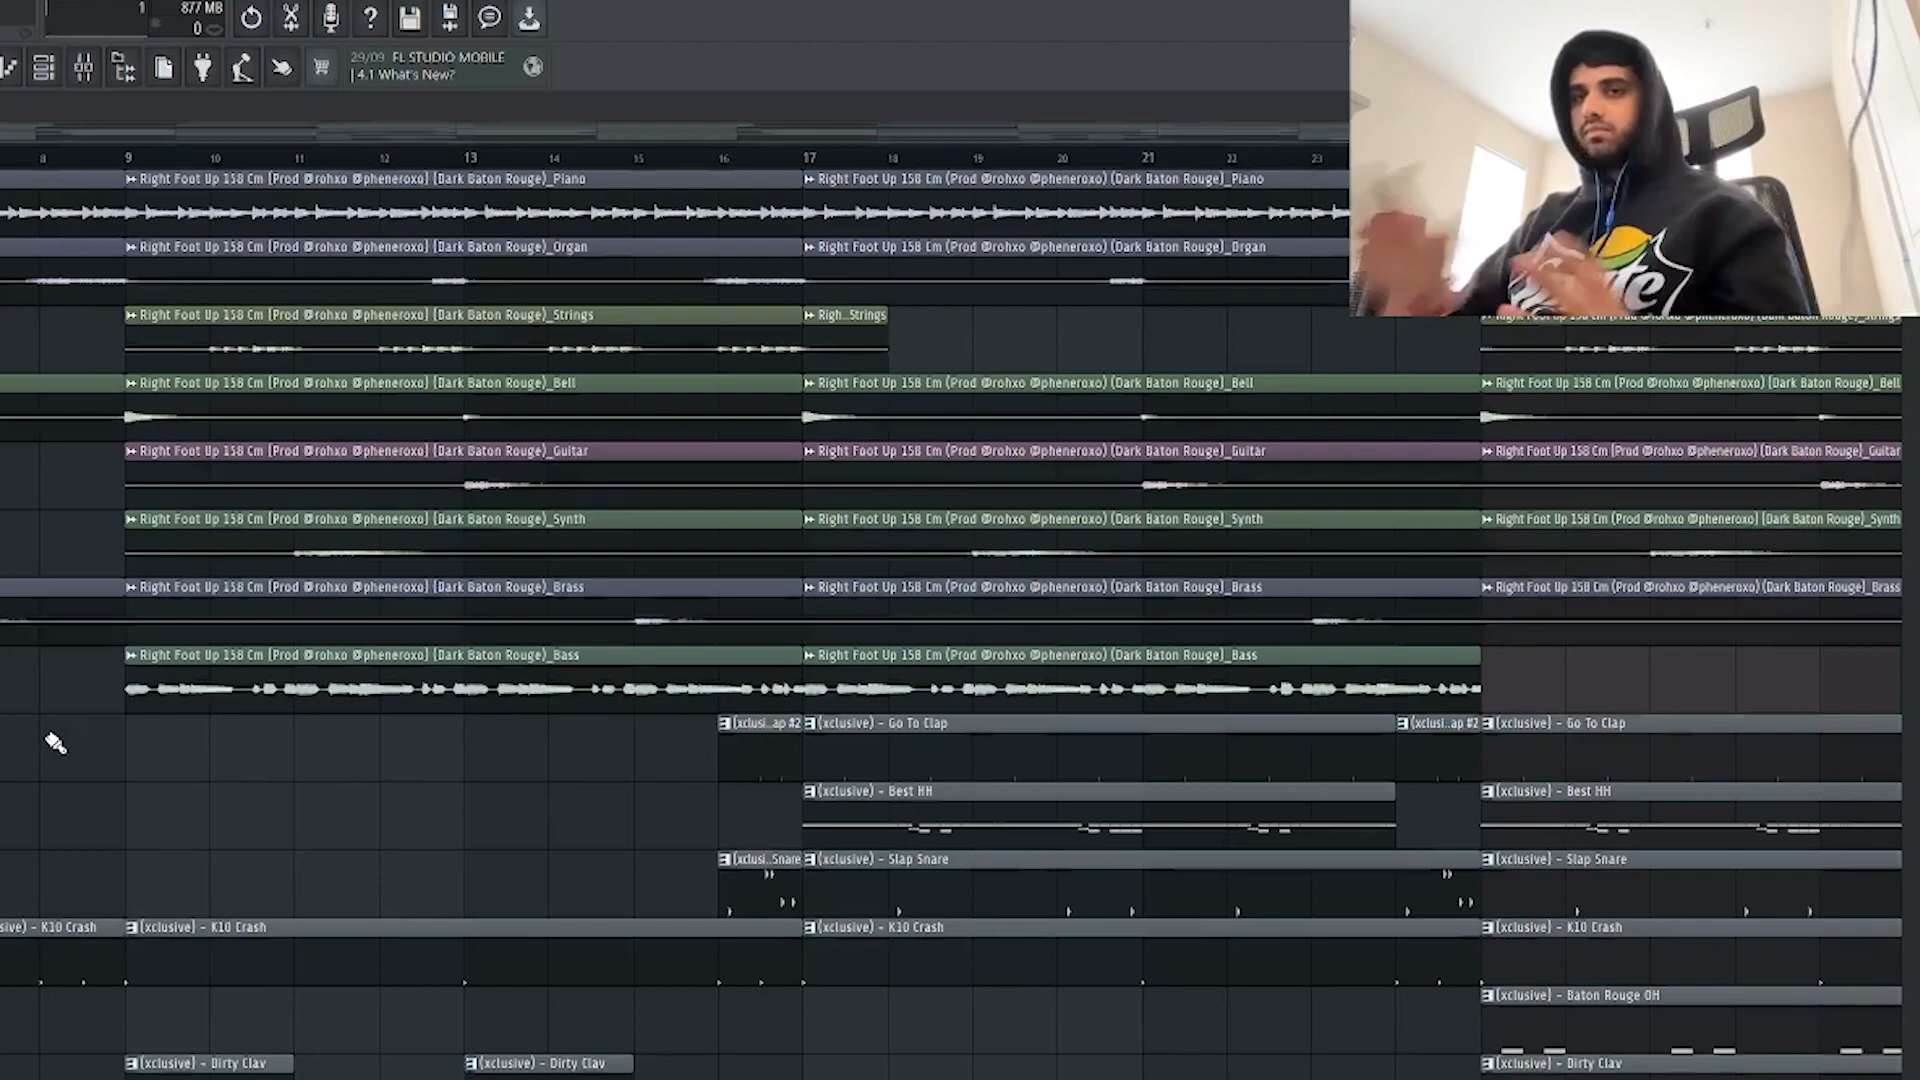 1
877 MB
0
29/09 FL STUDIO MOBILE
| 4.1 What's New?
8 9 10 11 12 13 14 15 16 17 18 19 20 21 22 23
Right Foot Up 158 Cm (Prod @rohxo @pheneroxo) (Dark Baton Rouge)_Piano
Right Foot Up 158 Cm (Prod @rohxo @pheneroxo) (Dark Baton Rouge)_Piano
Right Foot Up 158 Cm (Prod @rohxo @pheneroxo) (Dark Baton Rouge)_Organ
Right Foot Up 158 Cm (Prod @rohxo @pheneroxo) (Dark Baton Rouge)_Organ
Right Foot Up 158 Cm (Prod @rohxo @pheneroxo) (Dark Baton Rouge)_Strings
Righ..Strings
Right Foot Up 158 Cm (Prod @rohxo @pheneroxo) (Dark Baton Rouge)_Bell
Right Foot Up 158 Cm (Prod @rohxo @pheneroxo) (Dark Baton Rouge)_Bell
Right Foot Up 158 Cm (Prod @rohxo @pheneroxo) (Dark Baton Rouge)_Bell
Right Foot Up 158 Cm (Prod @rohxo @pheneroxo) (Dark Baton Rouge)_Guitar
Right Foot Up 158 Cm (Prod @rohxo @pheneroxo) (Dark Baton Rouge)_Guitar
Right Foot Up 158 Cm (Prod @rohxo @pheneroxo) (Dark Baton Rouge)_Guitar
Right Foot Up 158 Cm (Prod @rohxo @pheneroxo) (Dark Baton Rouge)_Synth
Right Foot Up 158 Cm (Prod @rohxo @pheneroxo) (Dark Baton Rouge)_Synth
Right Foot Up 158 Cm (Prod @rohxo @pheneroxo) (Dark Baton Rouge)_Synth
Right Foot Up 158 Cm (Prod @rohxo @pheneroxo) (Dark Baton Rouge)_Brass
Right Foot Up 158 Cm (Prod @rohxo @pheneroxo) (Dark Baton Rouge)_Brass
Right Foot Up 158 Cm (Prod @rohxo @pheneroxo) (Dark Baton Rouge)_Brass
Right Foot Up 158 Cm (Prod @rohxo @pheneroxo) (Dark Baton Rouge)_Bass
Right Foot Up 158 Cm (Prod @rohxo @pheneroxo) (Dark Baton Rouge)_Bass
(xclusi..ap #2
(xclusive) - Go To Clap
(xclusi..ap #2
(xclusive) - Go To Clap
(xclusive) - Best HH
(xclusive) - Best HH
(xclusi..Snare
(xclusive) - Slap Snare
(xclusive) - Slap Snare
sive) - K10 Crash
(xclusive) - K10 Crash
(xclusive) - K10 Crash
(xclusive) - K10 Crash
(xclusive) - Baton Rouge OH
(xclusive) - Dirty Clav
(xclusive) - Dirty Clav
(xclusive) - Dirty Clav